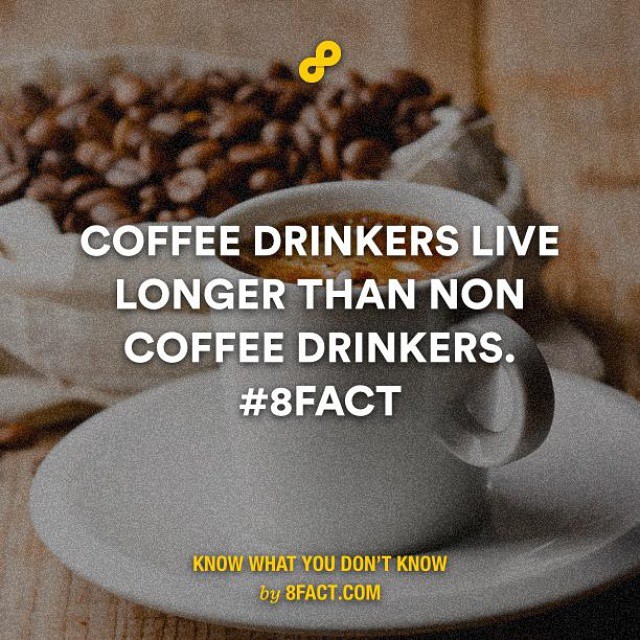 COFFEE DRINKERS LIVE
LONGER THAN NON
COFFEE DRINKERS.
#8FACT
KNOW WHAT YOU DON'T KNOW
by 8FACT.COM